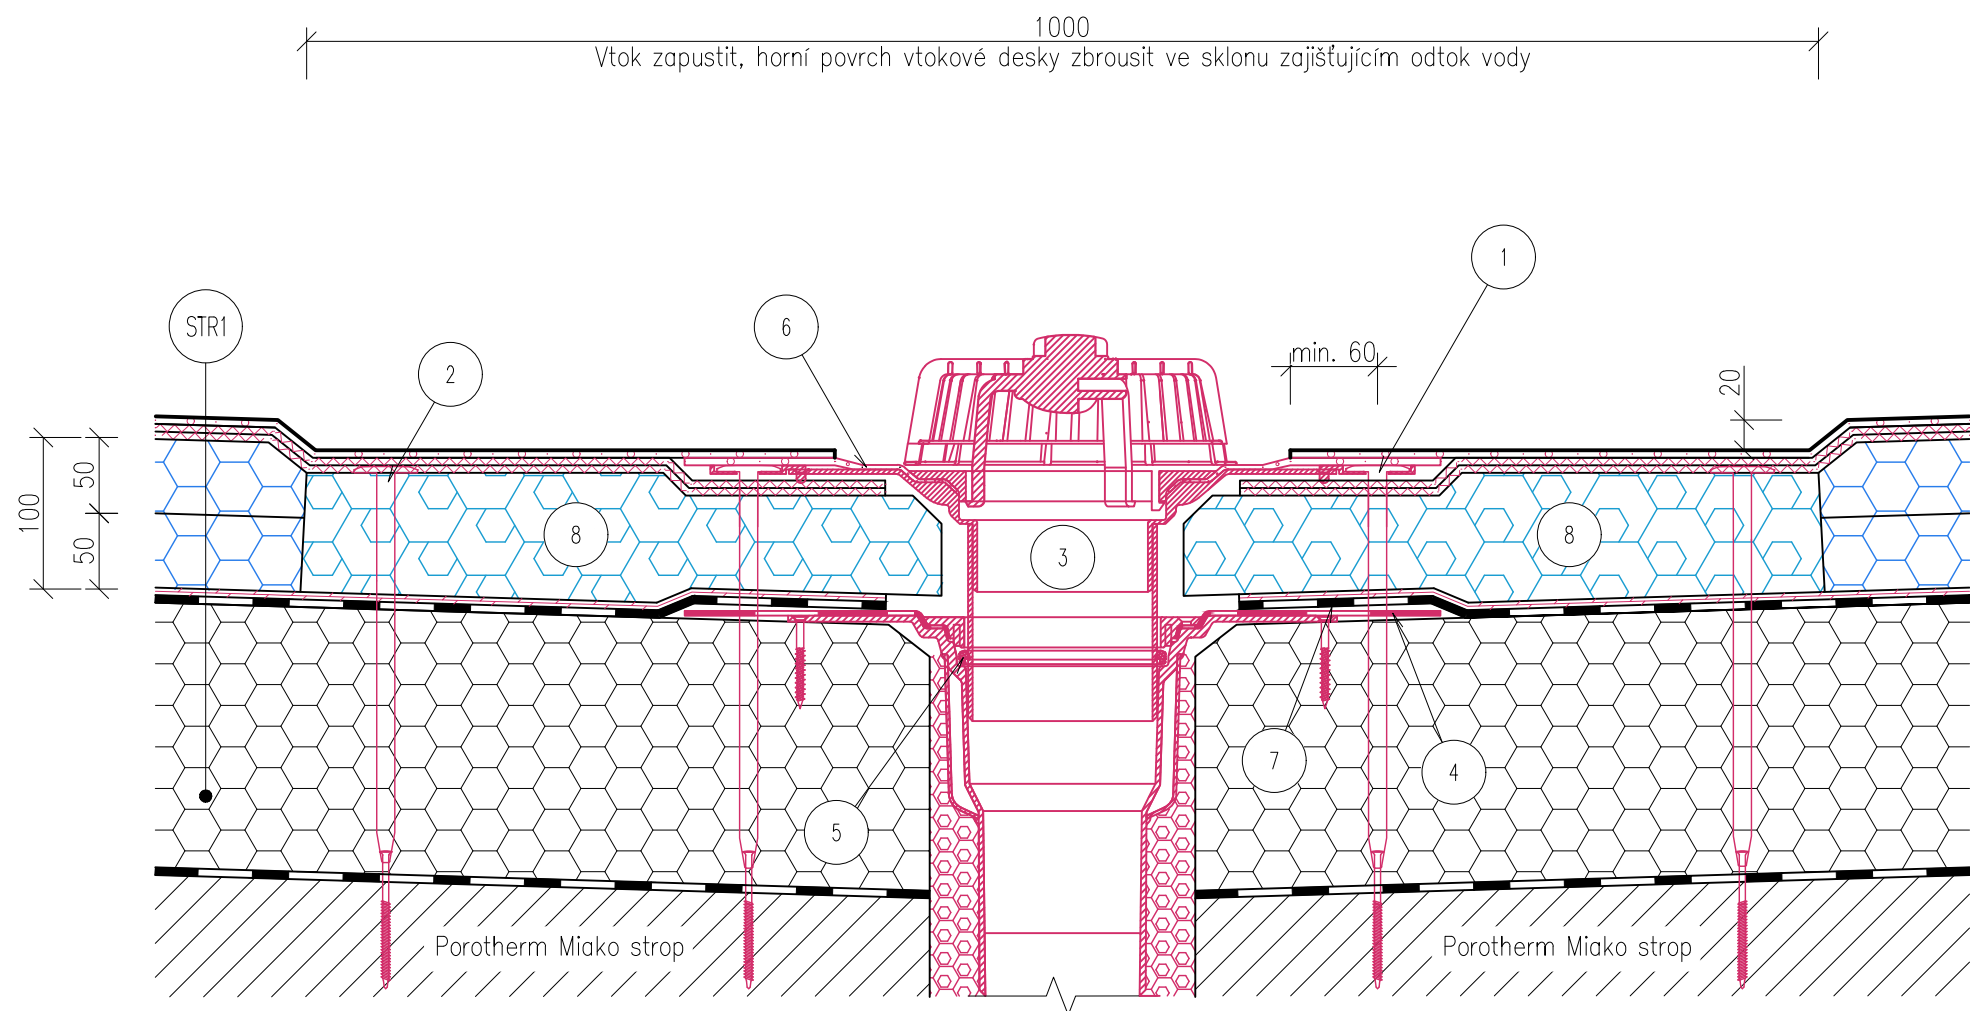 1000
Vtok zapustit, horní povrch vtokové desky zbrousit ve sklonu zajišťujícím odtok vody
1
STR1
6
2
min. 60
20
50
100
50
8
3
8
7
4
5
Porotherm Miako strop
Porotherm Miako strop